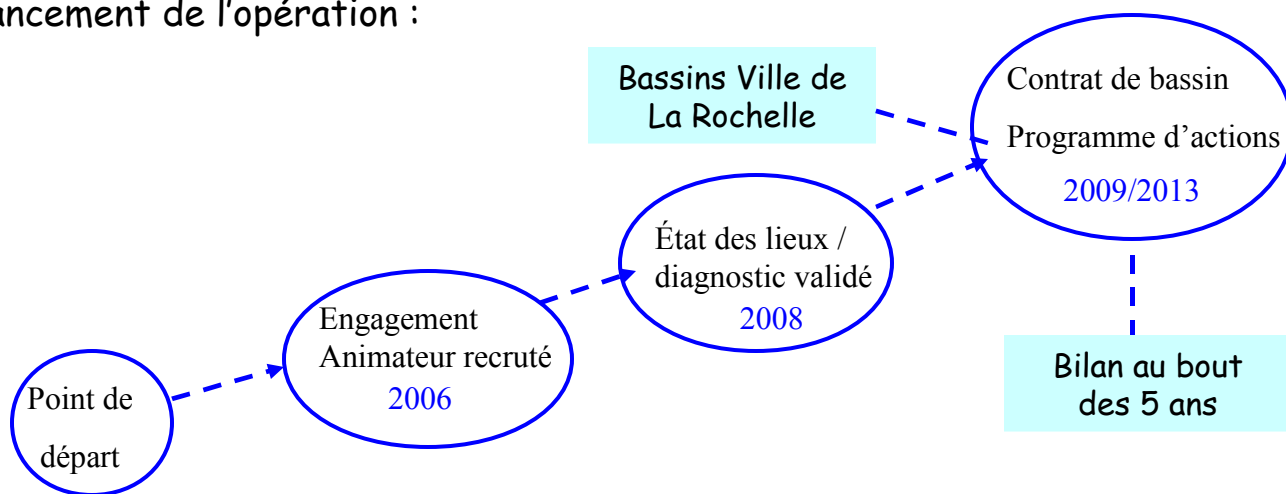 ancement de l'opération :
Bassins Ville de
La Rochelle
Contrat de bassin
Programme d'actions
2009/2013
État des lieux /
diagnostic validé
2008
Engagement
Animateur recruté
2006
Point de
départ
Bilan au bout
des 5 ans